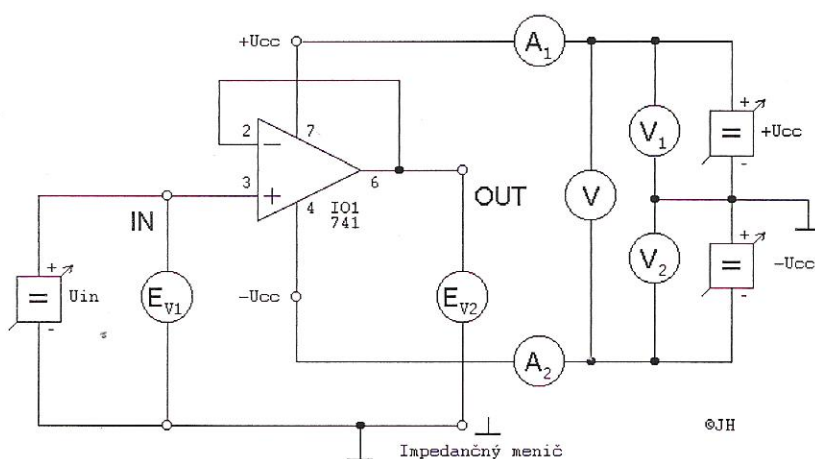 +Ucc
A1
2
7
V1
+Ucc
3
6
V
OUT
IN
4
IO1
741
V2
-Ucc
Uin
EV1
-Ucc
EV2
A2
©JH
Impedančný menič